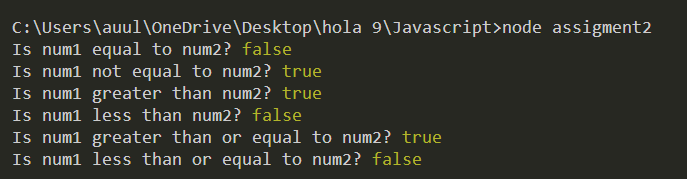 C:\Users\auul\OneDrive\Desktop\hola 9\Javascript>node assigment2
Is num1 equal to num2? false
Is num1 not equal to num2? true
Is num1 greater than num2? true
Is num1 less than num2? false
Is num1 greater than or equal to num2? true
Is num1 less than or equal to num2? false